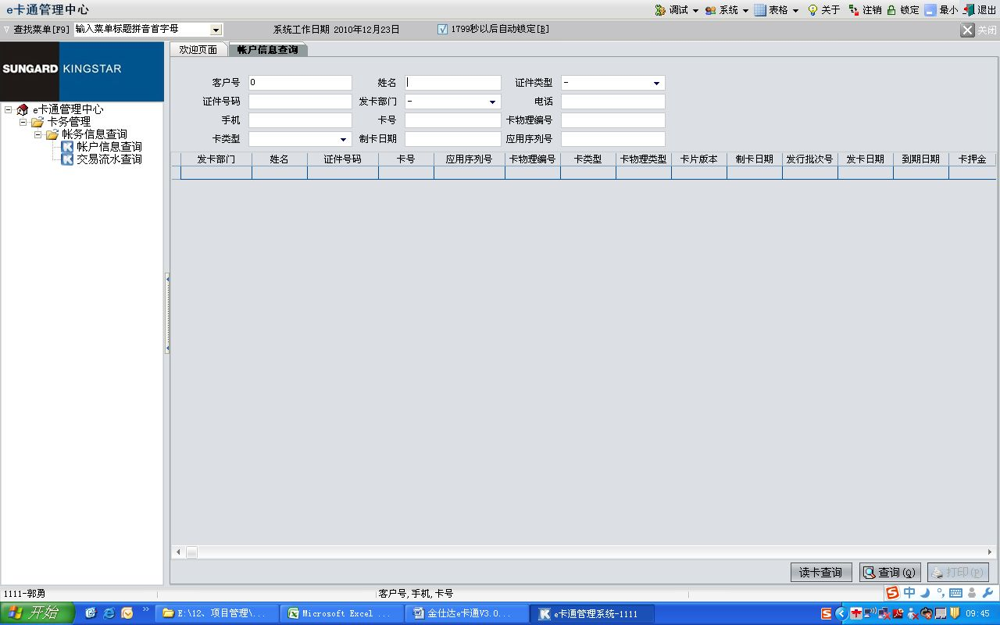 e卡通管理中心
调试 系统 表格 关于 注销 锁定 最小 退出
查找菜单[F9] 输入菜单标题拼音首字母 系统工作日期 2010年12月23日 1799秒以后自动锁定[B] 关闭
SUNGARD KINGSTAR
e卡通管理中心
卡务管理
帐务信息查询
帐户信息查询
交易流水查询
欢迎页面 帐户信息查询
客户号 0 姓名 证件类型 -
证件号码 发卡部门 - 电话
手机 卡号 卡物理编号
卡类型 制卡日期 应用序列号
发卡部门 姓名 证件号码 卡号 应用序列号 卡物理编号 卡类型 卡物理类型 卡片版本 制卡日期 发行批次号 发卡日期 到期日期 卡押金
读卡查询 查询(Q) 打印(P)
1111-郭勇 客户号,手机,卡号 中
开始 E:\12、项目管理\... Microsoft Excel ... 金仕达e卡通V3.0... e卡通管理系统-1111 09:45